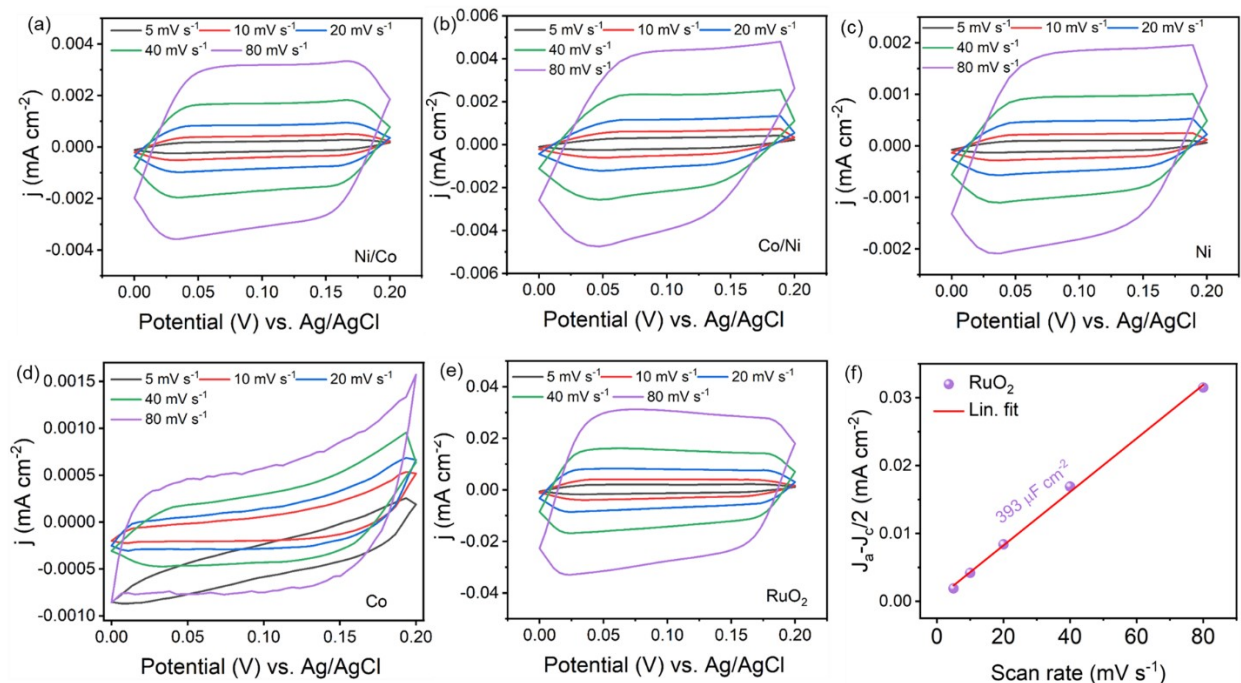 (a)
5 mV s⁻¹ 10 mV s⁻¹ 20 mV s⁻¹
40 mV s⁻¹ 80 mV s⁻¹
0.004
0.002
0.000
-0.002
-0.004
j (mA cm⁻²)
Ni/Co
0.00 0.05 0.10 0.15 0.20
Potential (V) vs. Ag/AgCl
(b)
5 mV s⁻¹ 10 mV s⁻¹ 20 mV s⁻¹
40 mV s⁻¹
80 mV s⁻¹
0.006
0.004
0.002
0.000
-0.002
-0.004
-0.006
j (mA cm⁻²)
Co/Ni
0.00 0.05 0.10 0.15 0.20
Potential (V) vs. Ag/AgCl
(c)
5 mV s⁻¹ 10 mV s⁻¹ 20 mV s⁻¹
40 mV s⁻¹
80 mV s⁻¹
0.002
0.001
0.000
-0.001
-0.002
j (mA cm⁻²)
Ni
0.00 0.05 0.10 0.15 0.20
Potential (V) vs. Ag/AgCl
(d)
5 mV s⁻¹ 10 mV s⁻¹ 20 mV s⁻¹
40 mV s⁻¹
80 mV s⁻¹
0.0015
0.0010
0.0005
0.0000
-0.0005
-0.0010
j (mA cm⁻²)
Co
0.00 0.05 0.10 0.15 0.20
Potential (V) vs. Ag/AgCl
(e)
5 mV s⁻¹ 10 mV s⁻¹ 20 mV s⁻¹
40 mV s⁻¹ 80 mV s⁻¹
0.04
0.02
0.00
-0.02
-0.04
j (mA cm⁻²)
RuO₂
0.00 0.05 0.10 0.15 0.20
Potential (V) vs. Ag/AgCl
(f)
RuO₂
Lin. fit
393 µF cm⁻²
0.03
0.02
0.01
0.00
Jₐ-J꜀/2 (mA cm⁻²)
0 20 40 60 80
Scan rate (mV s⁻¹)